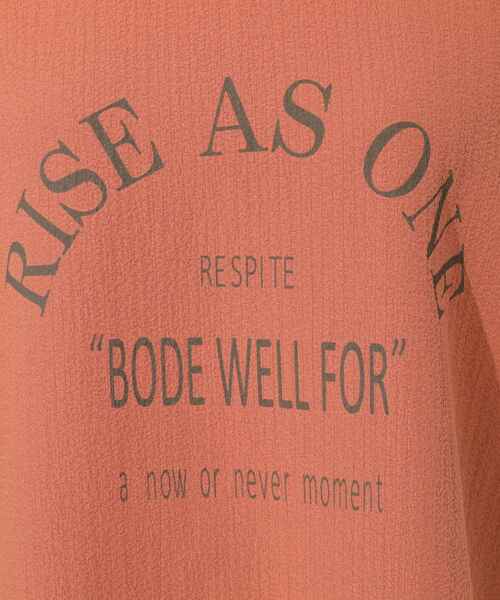 RISE AS ONE
RESPITE
“BODE WELL FOR”
a now or never moment